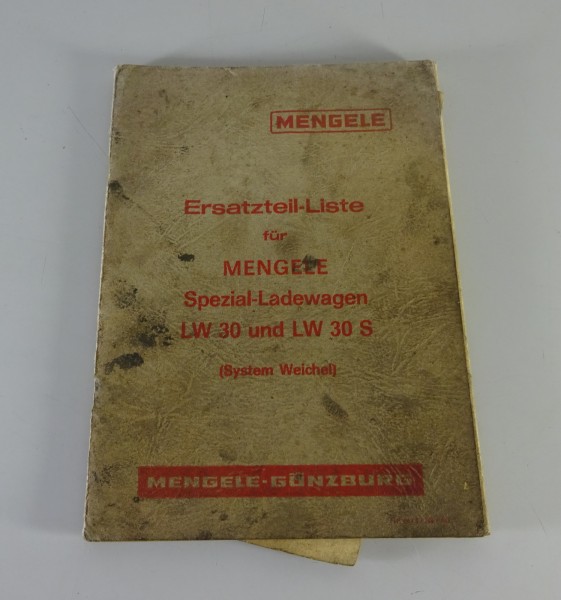 MENGELE
Ersatzteil-Liste
für
MENGELE
Spezial-Ladewagen
LW 30 und LW 30 S
(System Weichel)
MENGELE-GÜNZBURG